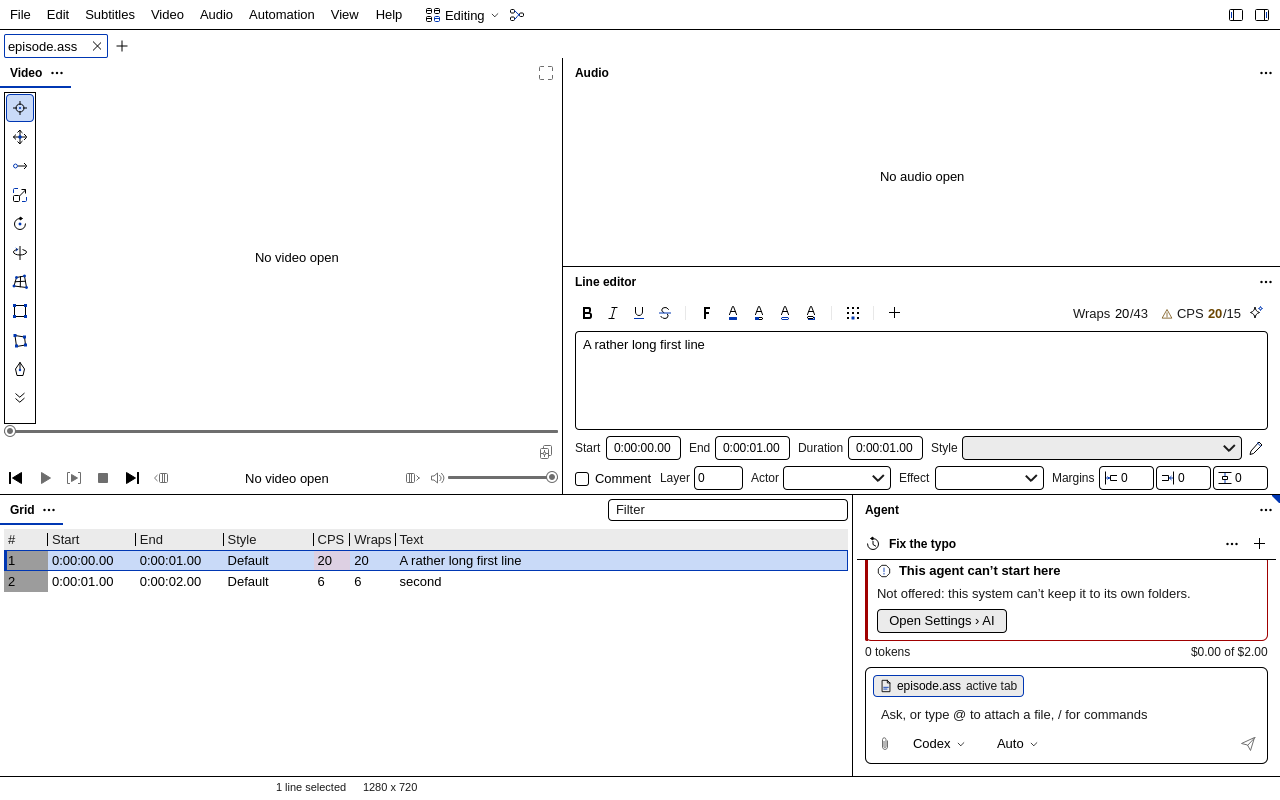 File Edit Subtitles Video Audio Automation View Help Editing
episode.ass
Video
Audio
No audio open
No video open
Line editor
B I U S F A A A A Wraps 20/43 CPS 20/15
A rather long first line
Start 0:00:00.00 End 0:00:01.00 Duration 0:00:01.00 Style
Comment Layer 0 Actor Effect Margins 0 0 0
No video open
Grid
Filter
# Start End Style CPS Wraps Text
1 0:00:00.00 0:00:01.00 Default 20 20 A rather long first line
2 0:00:01.00 0:00:02.00 Default 6 6 second
Agent
Fix the typo
This agent can’t start here
Not offered: this system can’t keep it to its own folders.
Open Settings › AI
0 tokens $0.00 of $2.00
episode.ass active tab
Ask, or type @ to attach a file, / for commands
Codex Auto
1 line selected 1280 x 720